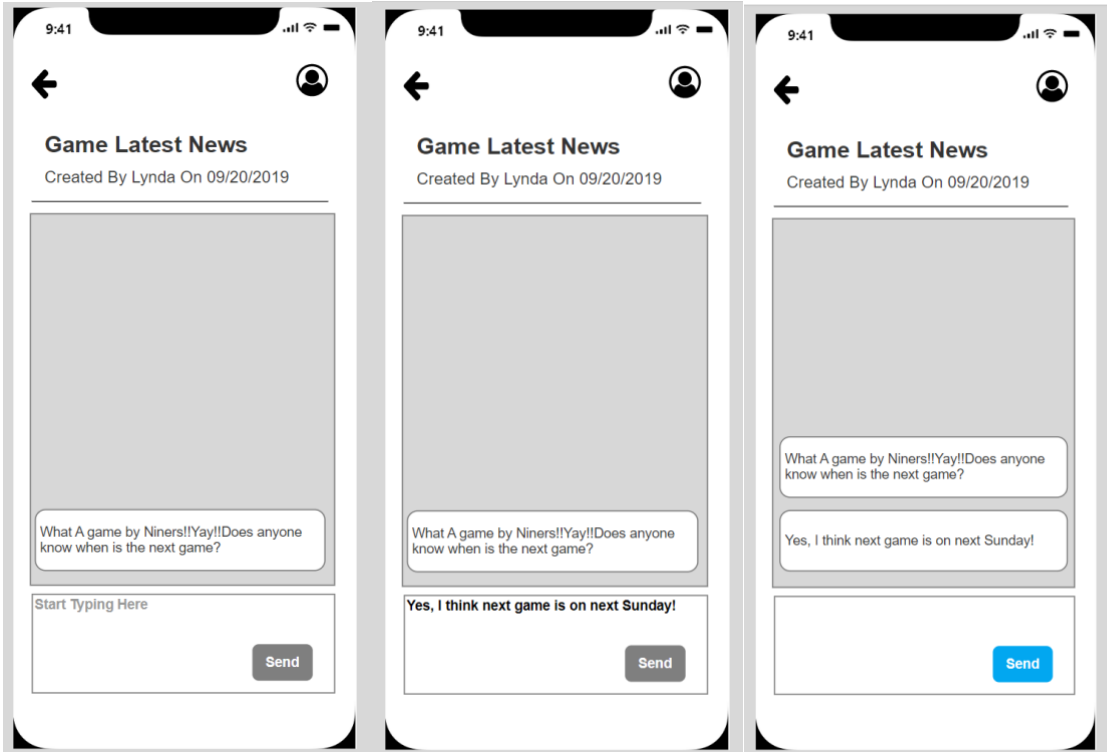 9:41
Game Latest News
Created By Lynda On 09/20/2019
What A game by Niners!!Yay!!Does anyone
know when is the next game?
Start Typing Here
Send
9:41
Game Latest News
Created By Lynda On 09/20/2019
What A game by Niners!!Yay!!Does anyone
know when is the next game?
Yes, I think next game is on next Sunday!
Send
9:41
Game Latest News
Created By Lynda On 09/20/2019
What A game by Niners!!Yay!!Does anyone
know when is the next game?
Yes, I think next game is on next Sunday!
Send